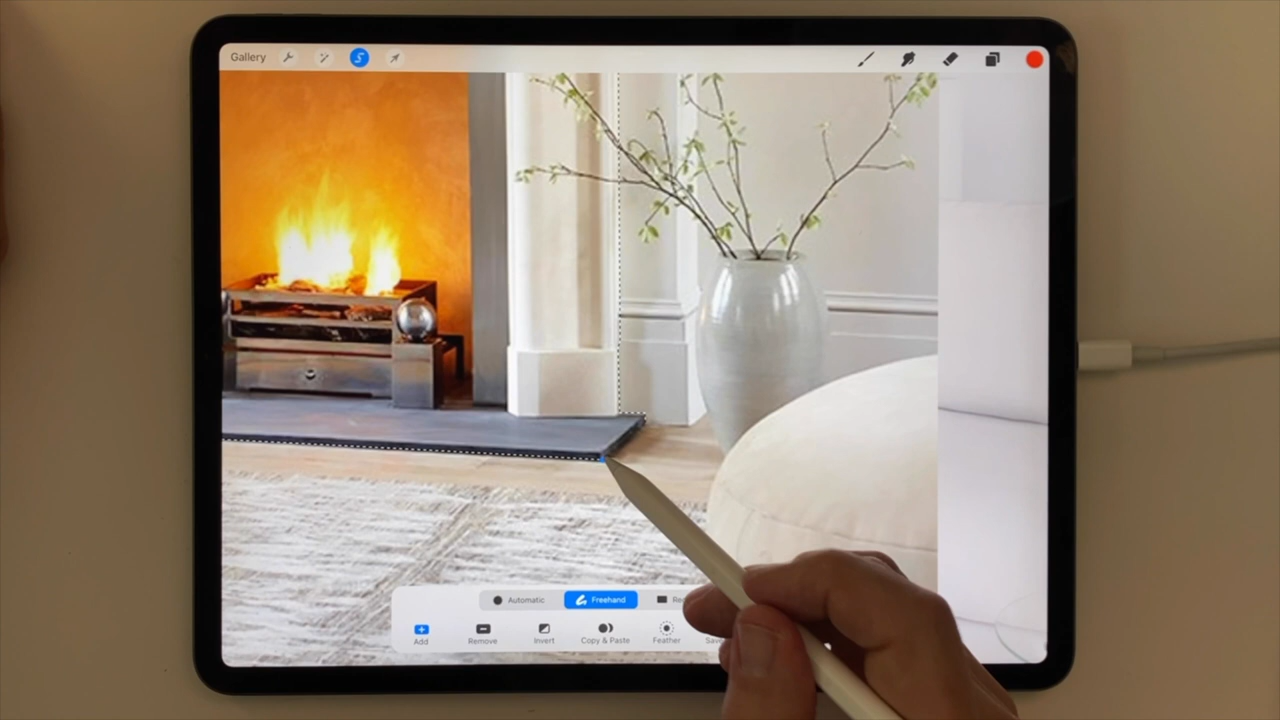 Gallery
Automatic
Freehand
Add
Remove
Invert
Copy & Paste
Feather